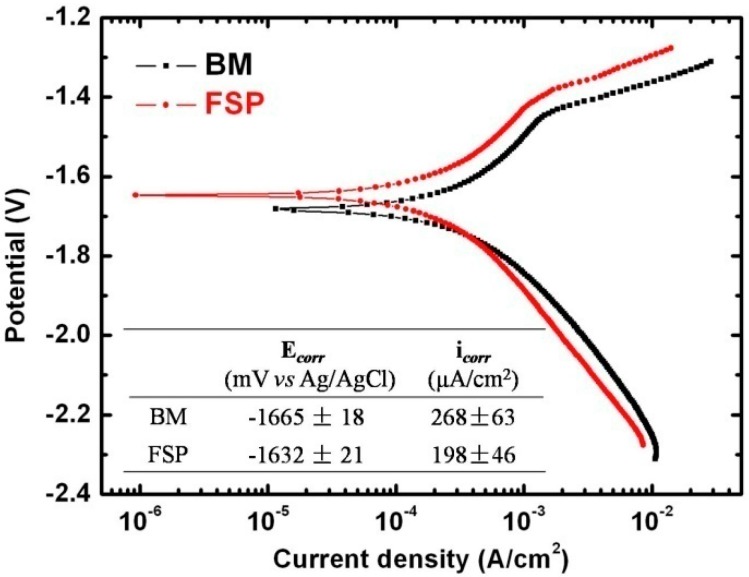 -1.2
-1.4
-1.6
-1.8
-2.0
-2.2
-2.4
Potential (V)
BM
FSP
E_corr i_corr
(mV vs Ag/AgCl) (μA/cm²)
BM -1665 ± 18 268±63
FSP -1632 ± 21 198±46
10⁻⁶ 10⁻⁵ 10⁻⁴ 10⁻³ 10⁻²
Current density (A/cm²)